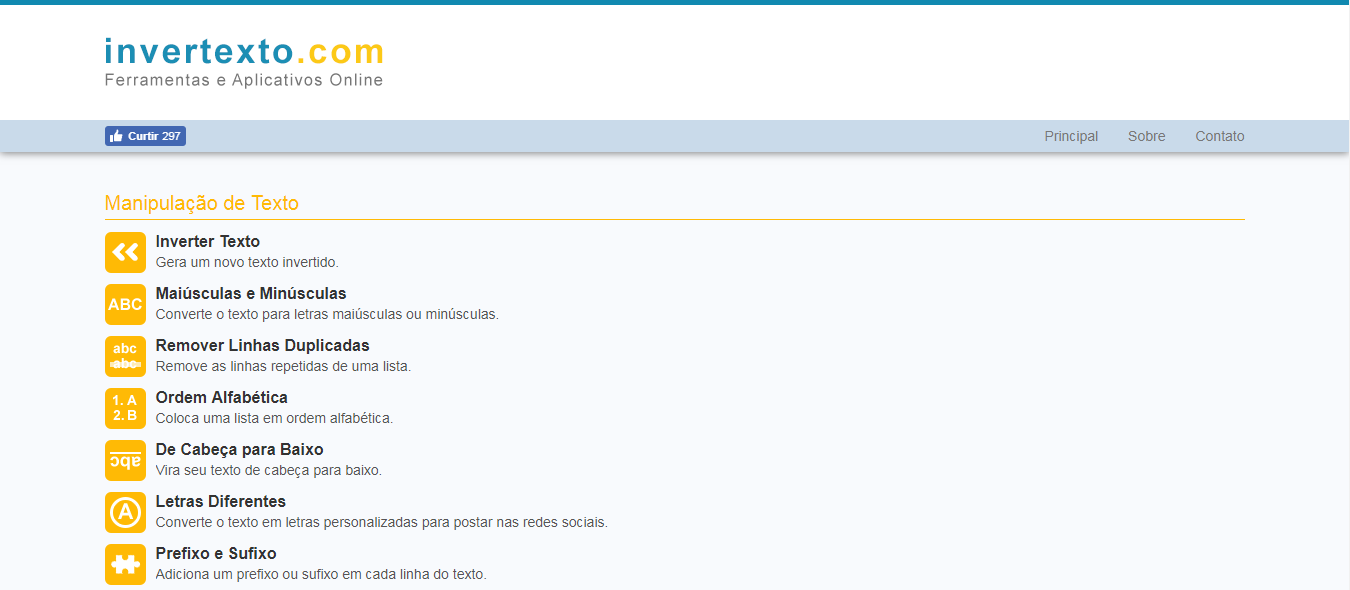 invertexto.com
Ferramentas e Aplicativos Online
Curtir 297
Principal Sobre Contato
Manipulação de Texto
Inverter Texto
Gera um novo texto invertido.
ABC
Maiúsculas e Minúsculas
Converte o texto para letras maiúsculas ou minúsculas.
abc
abc
Remover Linhas Duplicadas
Remove as linhas repetidas de uma lista.
1. A
2. B
Ordem Alfabética
Coloca uma lista em ordem alfabética.
abc
De Cabeça para Baixo
Vira seu texto de cabeça para baixo.
A
Letras Diferentes
Converte o texto em letras personalizadas para postar nas redes sociais.
Prefixo e Sufixo
Adiciona um prefixo ou sufixo em cada linha do texto.